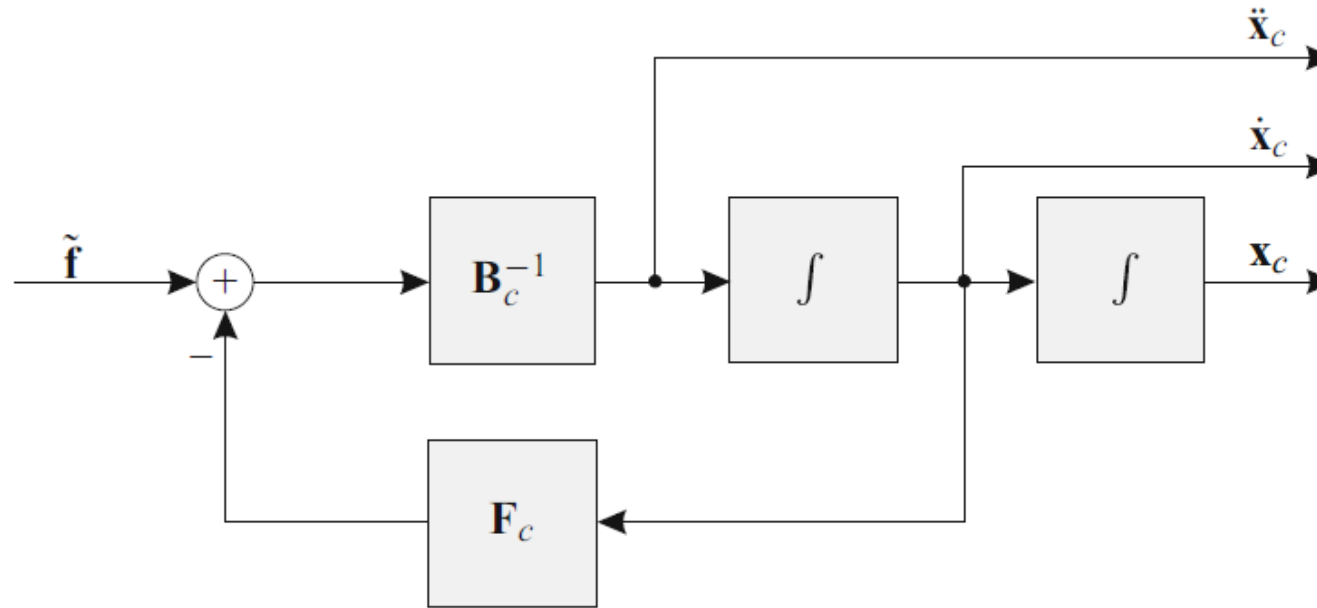 ẍ_c
ẋ_c
f̃
+
B_c^{-1}
∫
∫
x_c
−
F_c